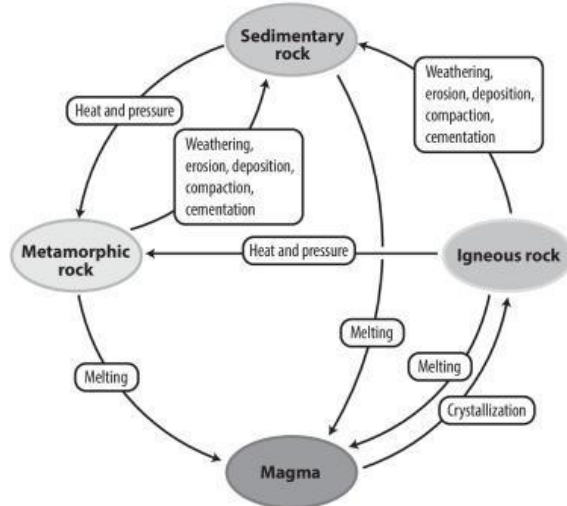 Sedimentary
rock
Weathering,
erosion, deposition,
compaction,
cementation
Heat and pressure
Weathering,
erosion, deposition,
compaction,
cementation
Metamorphic
rock
Heat and pressure
Igneous rock
Melting
Melting
Melting
Crystallization
Magma